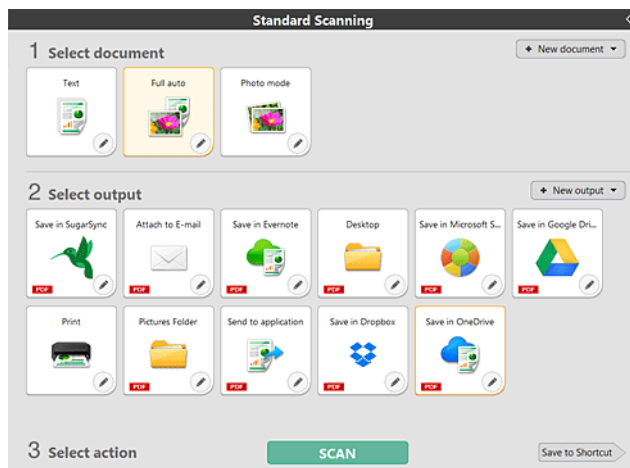 Standard Scanning
1 Select document
+ New document
Text
Full auto
Photo mode
2 Select output
+ New output
Save in SugarSync
Attach to E-mail
Save in Evernote
Desktop
Save in Microsoft S...
Save in Google Dri...
PDF
PDF
PDF
PDF
PDF
PDF
Print
Pictures Folder
Send to application
Save in Dropbox
Save in OneDrive
PDF
PDF
PDF
PDF
3 Select action
SCAN
Save to Shortcut